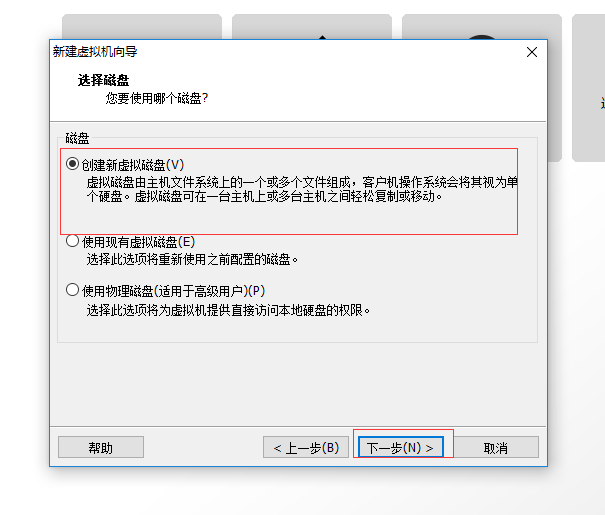 新建虚拟机向导
选择磁盘
您要使用哪个磁盘?
磁盘
创建新虚拟磁盘(V)
虚拟磁盘由主机文件系统上的一个或多个文件组成，客户机操作系统会将其视为单
个硬盘。虚拟磁盘可在一台主机上或多台主机之间轻松复制或移动。
使用现有虚拟磁盘(E)
选择此选项将重新使用之前配置的磁盘。
使用物理磁盘(适用于高级用户)(P)
选择此选项将为虚拟机提供直接访问本地硬盘的权限。
帮助
< 上一步(B)
下一步(N) >
取消